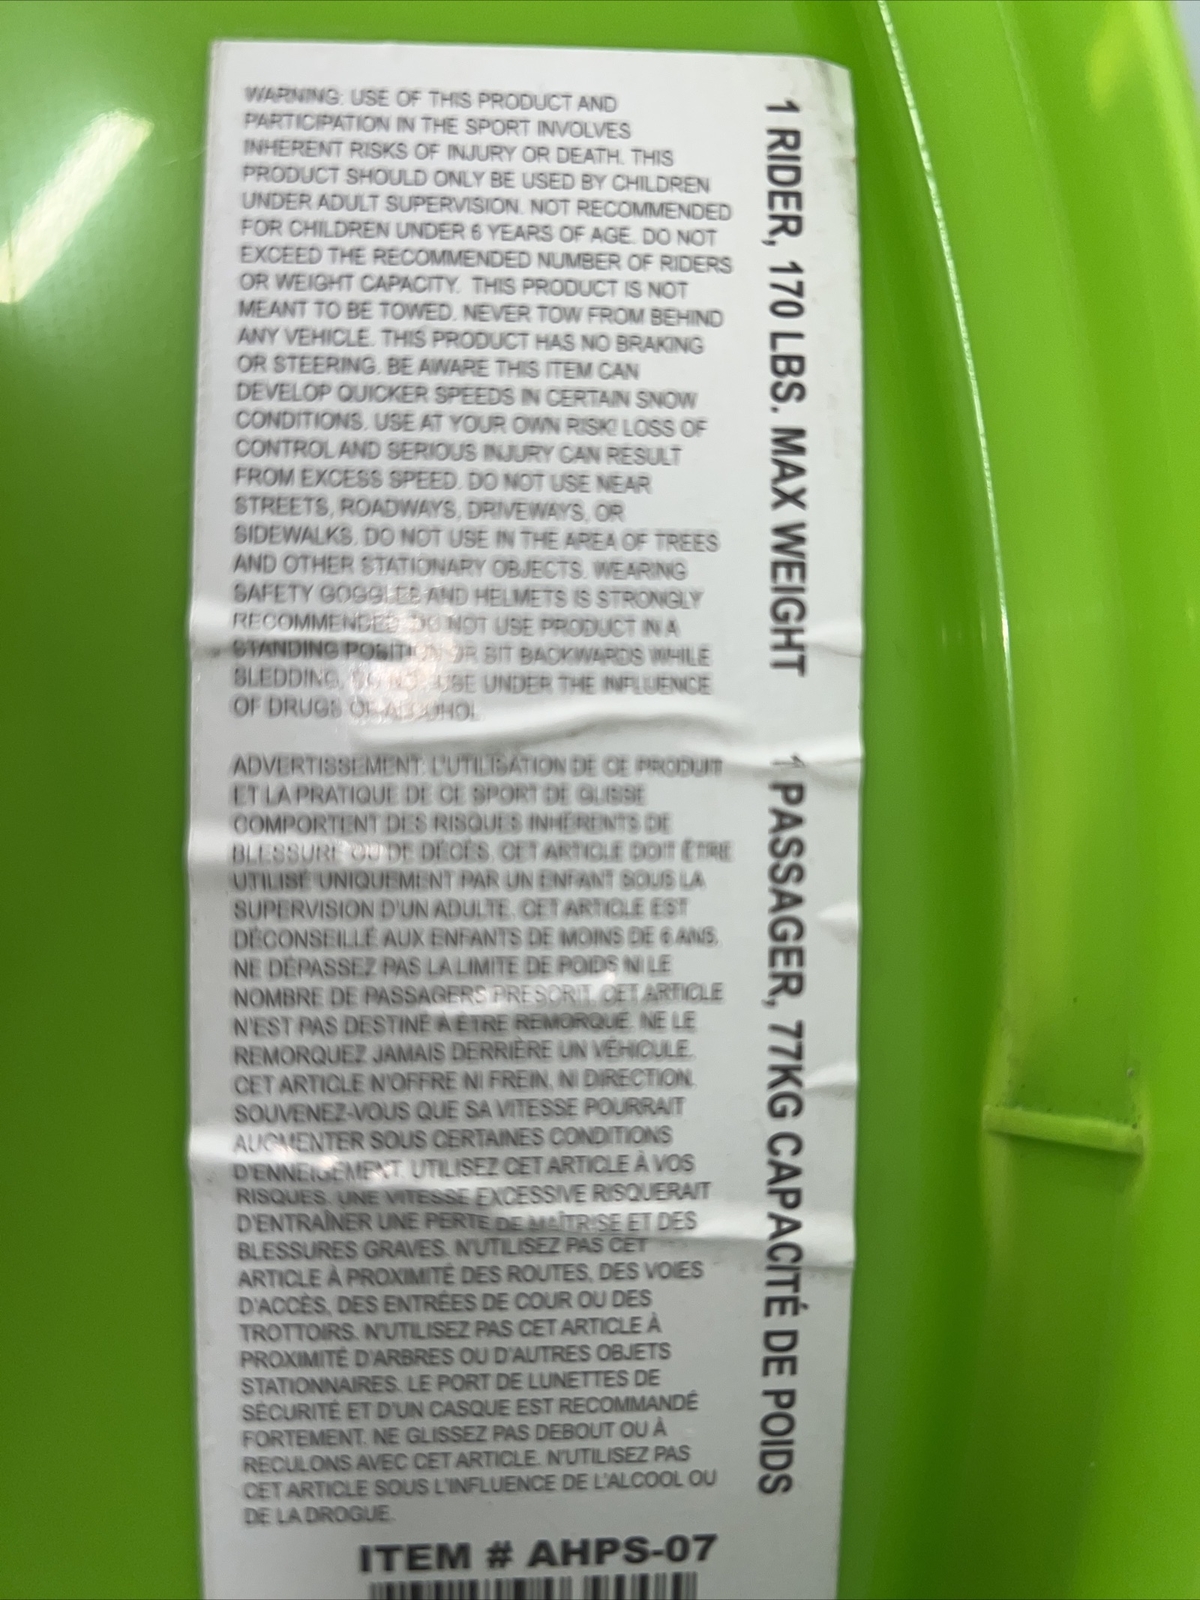 WARNING: USE OF THIS PRODUCT AND
PARTICIPATION IN THE SPORT INVOLVES
INHERENT RISKS OF INJURY OR DEATH. THIS
PRODUCT SHOULD ONLY BE USED BY CHILDREN
UNDER ADULT SUPERVISION. NOT RECOMMENDED
FOR CHILDREN UNDER 6 YEARS OF AGE. DO NOT
EXCEED THE RECOMMENDED NUMBER OF RIDERS
OR WEIGHT CAPACITY. THIS PRODUCT IS NOT
MEANT TO BE TOWED. NEVER TOW FROM BEHIND
ANY VEHICLE. THIS PRODUCT HAS NO BRAKING
OR STEERING. BE AWARE THIS ITEM CAN
DEVELOP QUICKER SPEEDS IN CERTAIN SNOW
CONDITIONS. USE AT YOUR OWN RISK! LOSS OF
CONTROL AND SERIOUS INJURY CAN RESULT
FROM EXCESS SPEED. DO NOT USE NEAR
STREETS, ROADWAYS, DRIVEWAYS, OR
SIDEWALKS. DO NOT USE IN THE AREA OF TREES
AND OTHER STATIONARY OBJECTS. WEARING
SAFETY GOGGLES AND HELMETS IS STRONGLY
RECOMMENDED. DO NOT USE PRODUCT IN A
STANDING POSITION OR SIT BACKWARDS WHILE
SLEDDING. DO NOT USE UNDER THE INFLUENCE
OF DRUGS OR ALCOHOL.
ADVERTISSEMENT: L'UTILISATION DE CE PRODUIT
ET LA PRATIQUE DE CE SPORT DE GLISSE
COMPORTENT DES RISQUES INHÉRENTS DE
BLESSURE OU DE DÉCÈS. CET ARTICLE DOIT ÊTRE
UTILISÉ UNIQUEMENT PAR UN ENFANT SOUS LA
SUPERVISION D'UN ADULTE. CET ARTICLE EST
DÉCONSEILLÉ AUX ENFANTS DE MOINS DE 6 ANS.
NE DÉPASSEZ PAS LA LIMITE DE POIDS NI LE
NOMBRE DE PASSAGERS PRESCRIT. CET ARTICLE
N'EST PAS DESTINÉ À ÊTRE REMORQUÉ. NE LE
REMORQUEZ JAMAIS DERRIÈRE UN VÉHICULE.
CET ARTICLE N'OFFRE NI FREIN, NI DIRECTION.
SOUVENEZ-VOUS QUE SA VITESSE POURRAIT
AUGMENTER SOUS CERTAINES CONDITIONS
D'ENNEIGEMENT. UTILISEZ CET ARTICLE À VOS
RISQUES. UNE VITESSE EXCESSIVE RISQUERAIT
D'ENTRAÎNER UNE PERTE DE MAÎTRISE ET DES
BLESSURES GRAVES. N'UTILISEZ PAS CET
ARTICLE À PROXIMITÉ DES ROUTES, DES VOIES
D'ACCÈS, DES ENTRÉES DE COUR OU DES
TROTTOIRS. N'UTILISEZ PAS CET ARTICLE À
PROXIMITÉ D'ARBRES OU D'AUTRES OBJETS
STATIONNAIRES. LE PORT DE LUNETTES DE
SÉCURITÉ ET D'UN CASQUE EST RECOMMANDÉ
FORTEMENT. NE GLISSEZ PAS DEBOUT OU À
RECULONS AVEC CET ARTICLE. N'UTILISEZ PAS
CET ARTICLE SOUS L'INFLUENCE DE L'ALCOOL OU
DE LA DROGUE.
1 RIDER, 170 LBS. MAX WEIGHT
1 PASSAGER, 77KG CAPACITÉ DE POIDS
ITEM # AHPS-07